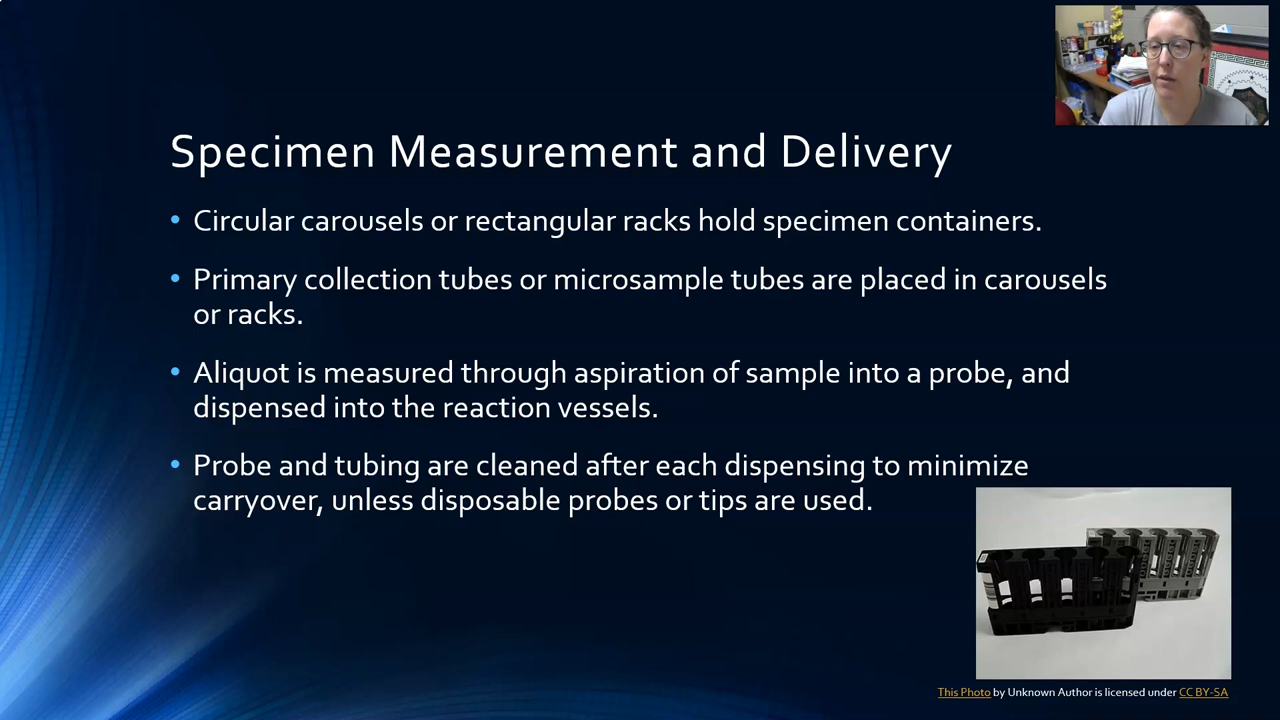 Specimen Measurement and Delivery
• Circular carousels or rectangular racks hold specimen containers.
• Primary collection tubes or microsample tubes are placed in carousels
or racks.
• Aliquot is measured through aspiration of sample into a probe, and
dispensed into the reaction vessels.
• Probe and tubing are cleaned after each dispensing to minimize
carryover, unless disposable probes or tips are used.
This Photo by Unknown Author is licensed under CC BY-SA